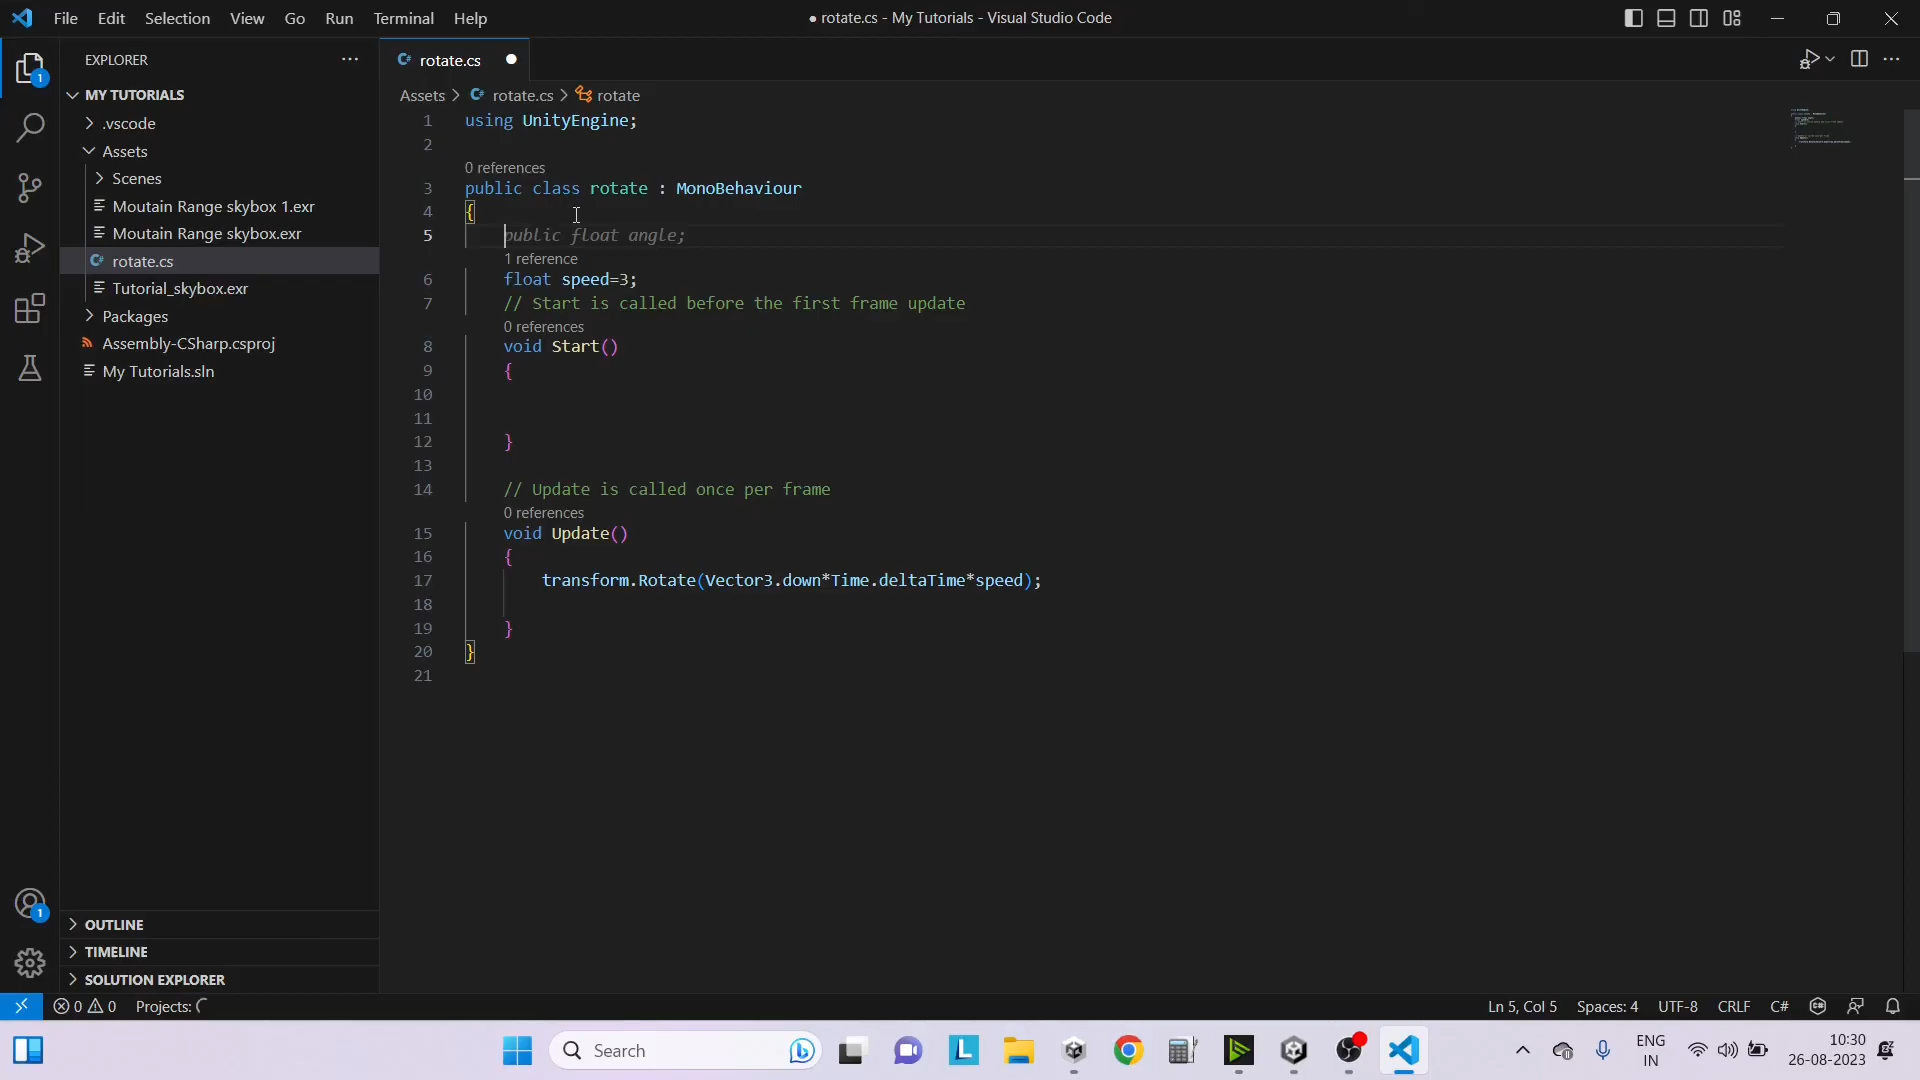 File Edit Selection View Go Run Terminal Help
● rotate.cs - My Tutorials - Visual Studio Code
EXPLORER
MY TUTORIALS
.vscode
Assets
Scenes
Moutain Range skybox 1.exr
Moutain Range skybox.exr
rotate.cs
Tutorial_skybox.exr
Packages
Assembly-CSharp.csproj
My Tutorials.sln
OUTLINE
TIMELINE
SOLUTION EXPLORER
1
1
rotate.cs
Assets > rotate.cs > rotate
1 using UnityEngine;
2
0 references
3 public class rotate : MonoBehaviour
4 {
5 public float angle;
1 reference
6 float speed=3;
7 // Start is called before the first frame update
0 references
8 void Start()
9 {
10
11
12 }
13
14 // Update is called once per frame
0 references
15 void Update()
16 {
17 transform.Rotate(Vector3.down*Time.deltaTime*speed);
18
19 }
20 }
21
0 0 Projects:
Ln 5, Col 5 Spaces: 4 UTF-8 CRLF C#
Search
L
ENG
IN
10:30
26-08-2023